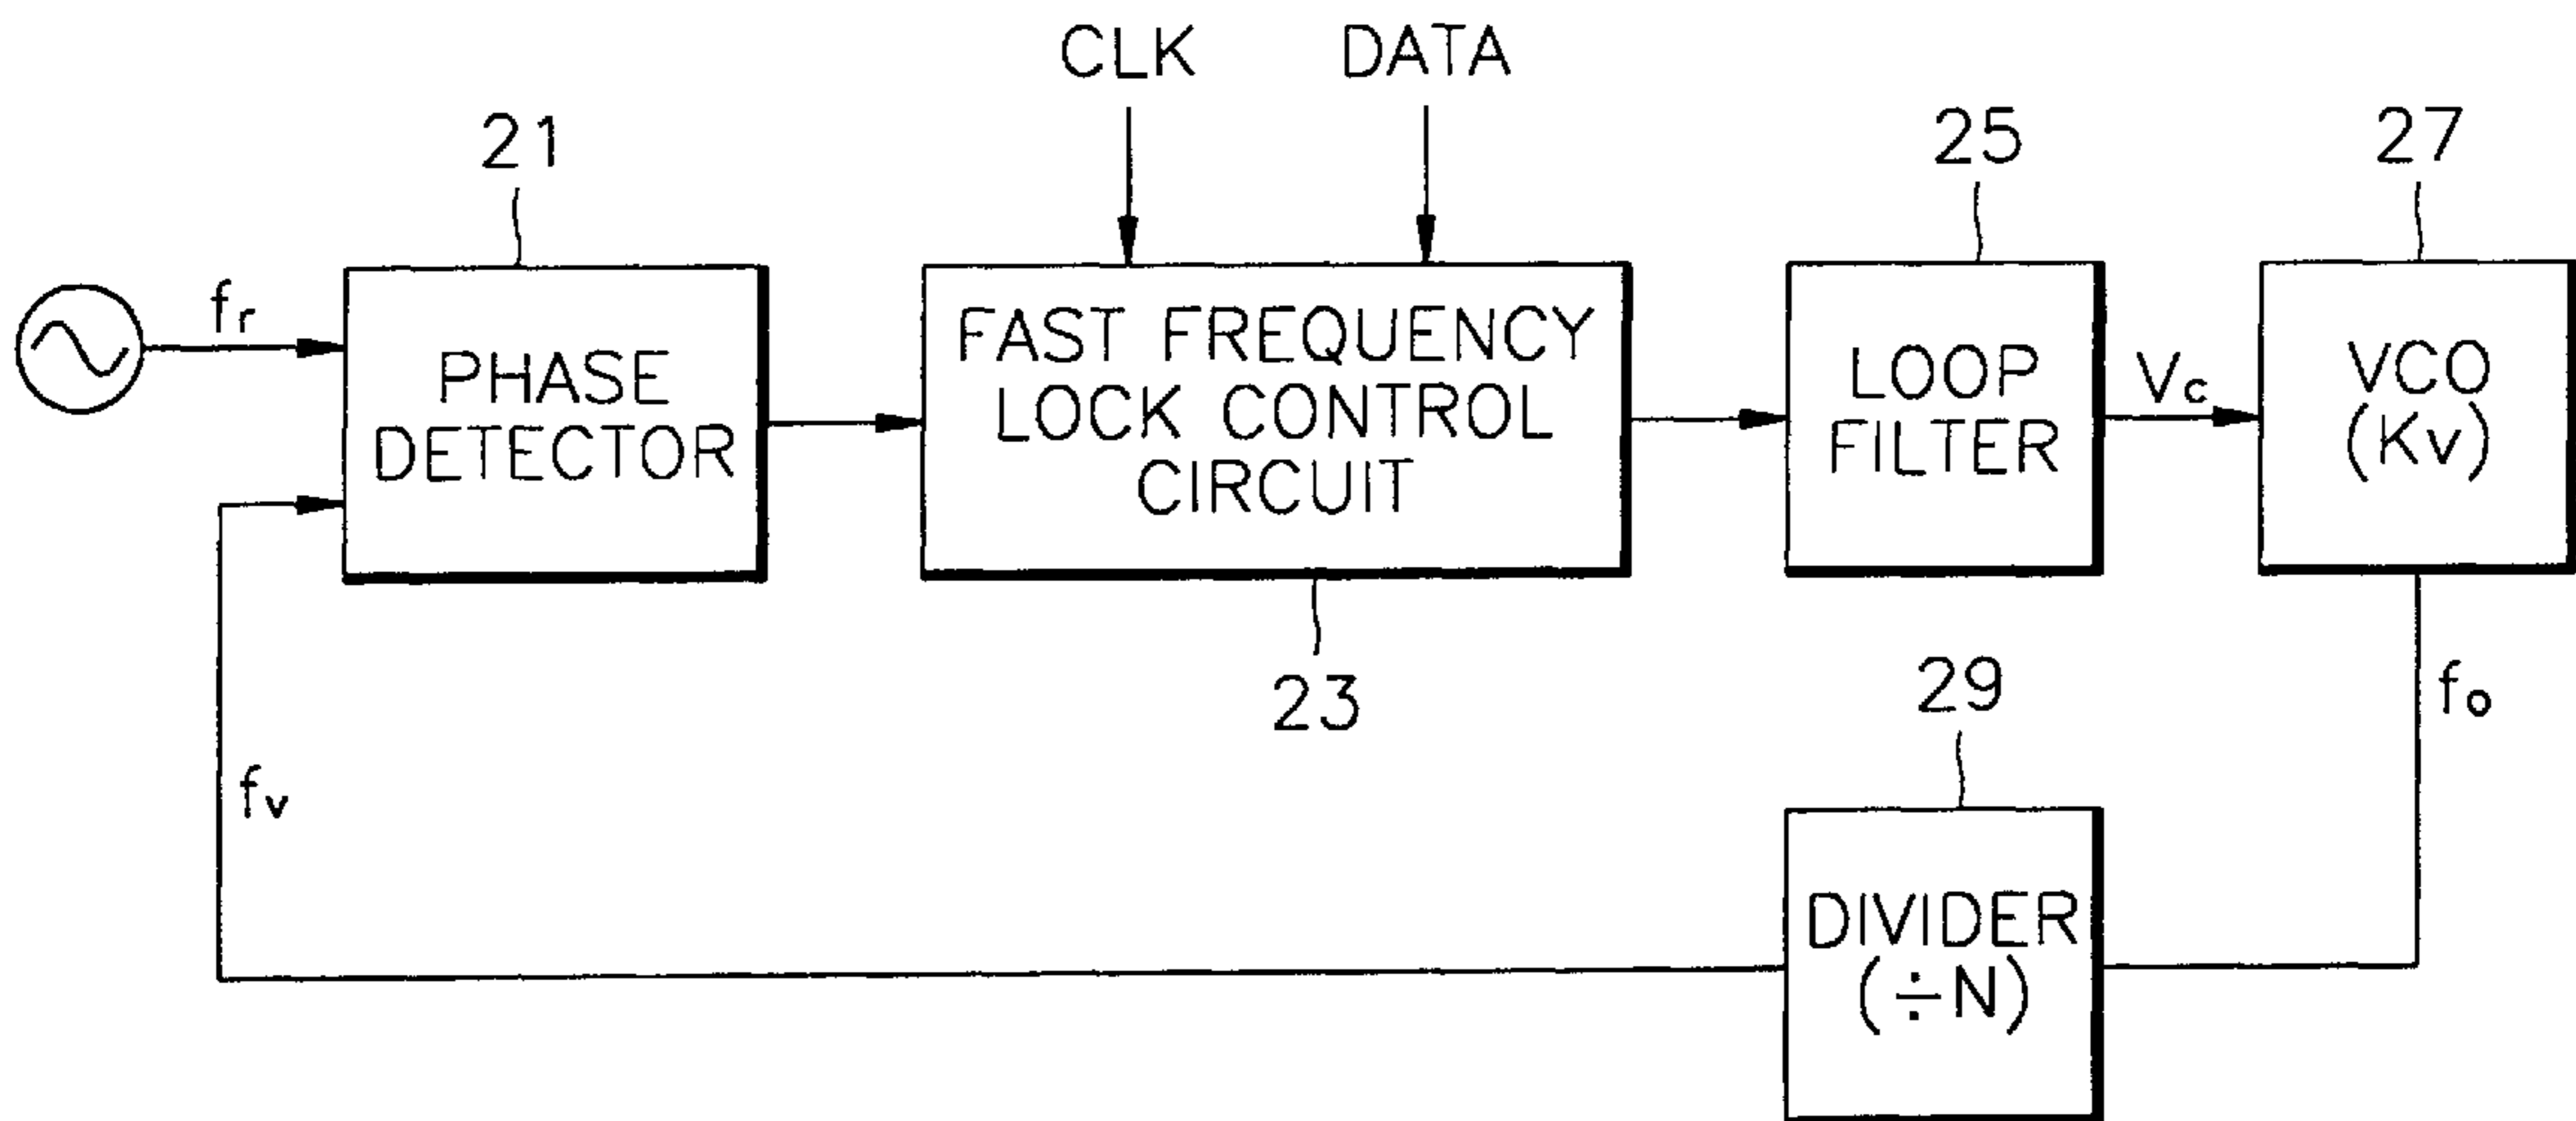 CLK DATA
21
25
27
fr
PHASE
DETECTOR
FAST FREQUENCY
LOCK CONTROL
CIRCUIT
LOOP
FILTER
Vc
VCO
(Kv)
23
29
fo
fv
DIVIDER
(÷N)